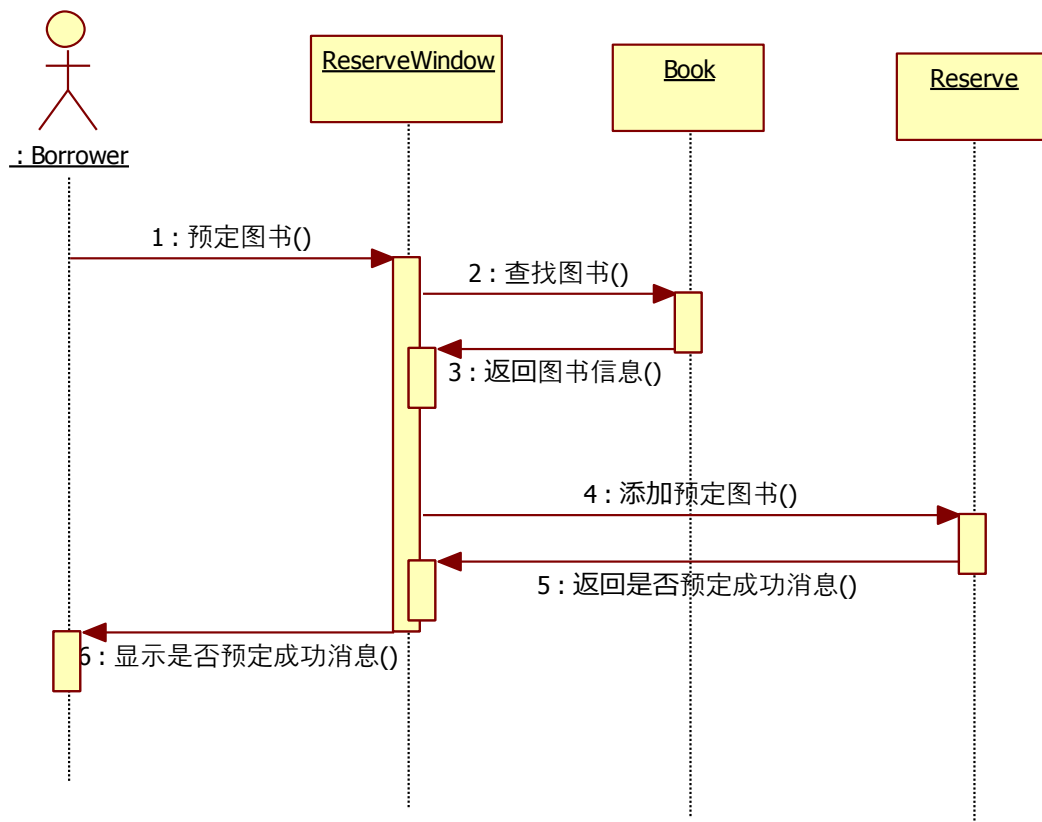 ReserveWindow
Book
Reserve
: Borrower
1 : 预定图书()
2 : 查找图书()
3 : 返回图书信息()
4 : 添加预定图书()
5 : 返回是否预定成功消息()
6 : 显示是否预定成功消息()